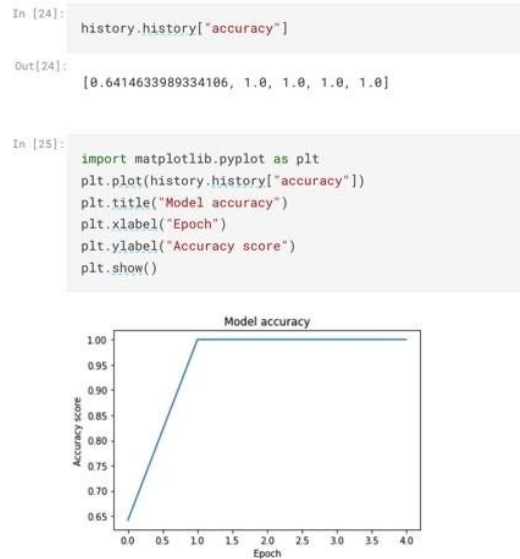 In [24]:
history.history["accuracy"]
Out[24]:
[0.6414633989334106, 1.0, 1.0, 1.0, 1.0]
In [25]:
import matplotlib.pyplot as plt
plt.plot(history.history["accuracy"])
plt.title("Model accuracy")
plt.xlabel("Epoch")
plt.ylabel("Accuracy score")
plt.show()
Model accuracy
1.00
0.95
0.90
0.85
0.80
0.75
0.70
0.65
Accuracy score
0.0 0.5 1.0 1.5 2.0 2.5 3.0 3.5 4.0
Epoch